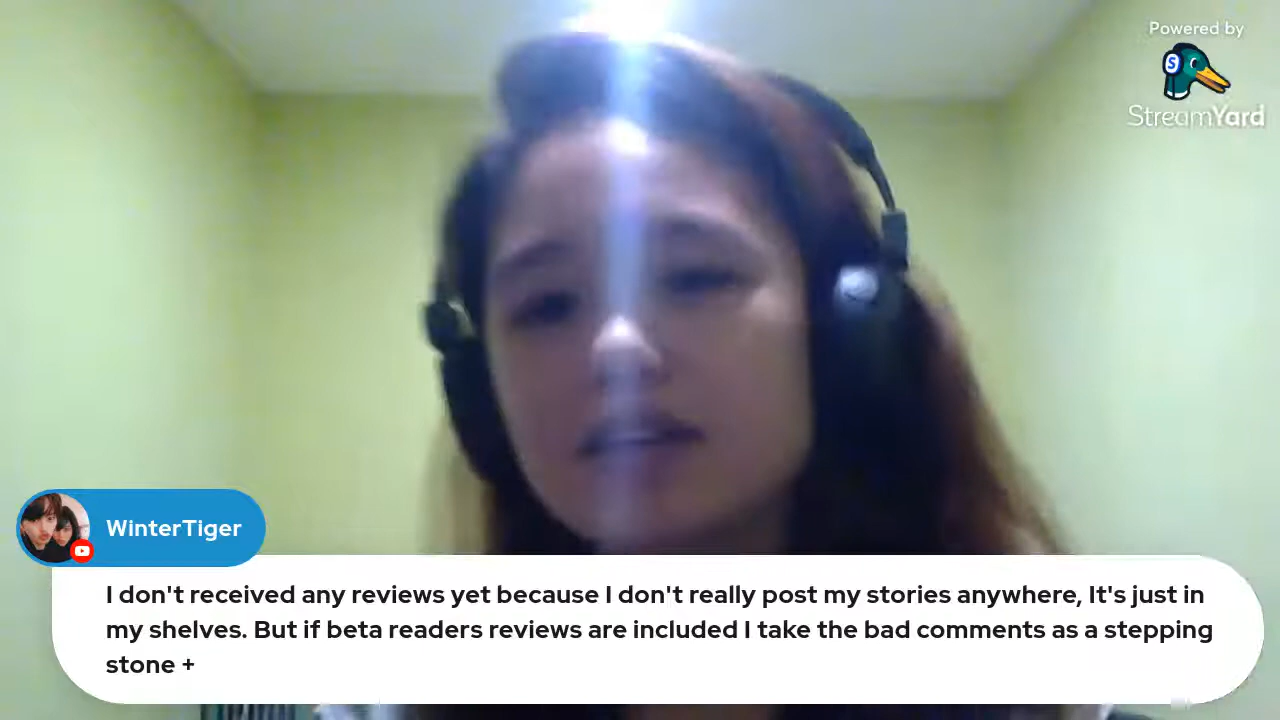 Powered by
S
StreamYard
WinterTiger
I don't received any reviews yet because I don't really post my stories anywhere, It's just in
my shelves. But if beta readers reviews are included I take the bad comments as a stepping
stone +